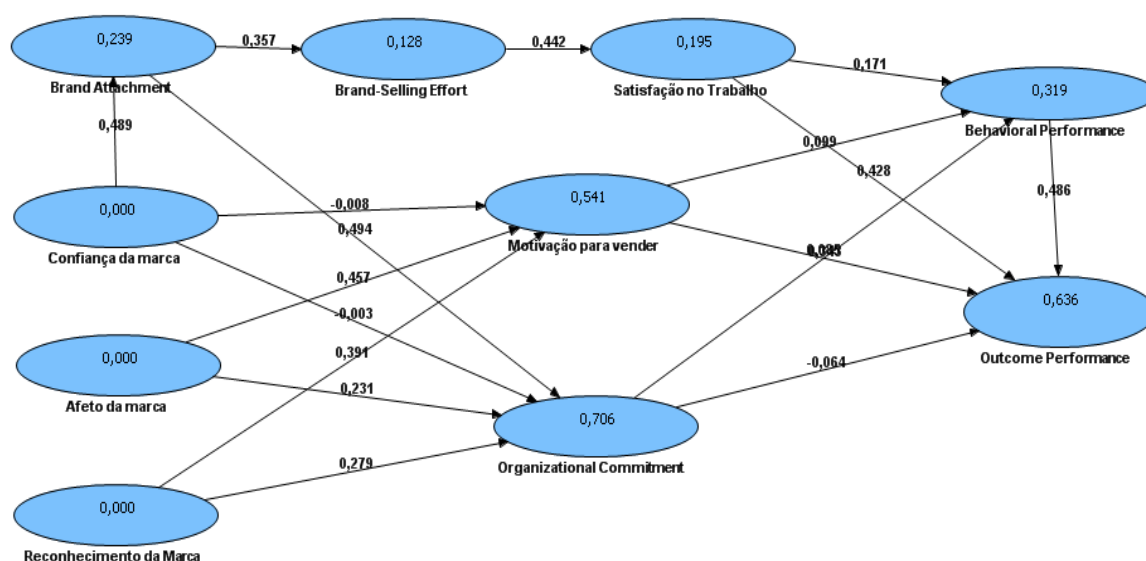 0,239
0,357
0,128
0,442
0,195
Brand Attachment
Brand-Selling Effort
Satisfação no Trabalho
0,171
0,319
Behavioral Performance
0,489
0,099
0,428
0,486
0,000
-0,008
0,541
Confiança da marca
0,494
Motivação para vender
0,457
-0,003
0,636
0,000
0,391
Outcome Performance
-0,064
Afeto da marca
0,231
0,706
0,279
Organizational Commitment
0,000
Reconhecimento da Marca